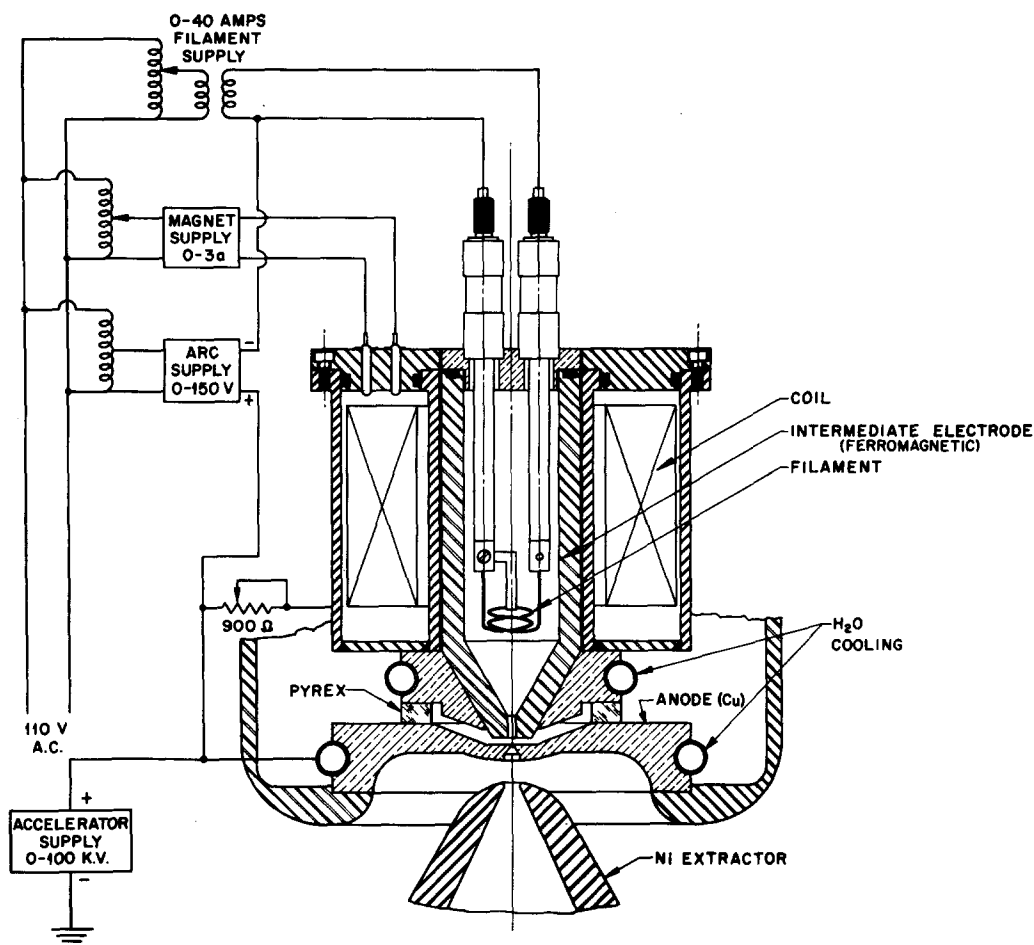 0-40 AMPS
FILAMENT
SUPPLY
MAGNET
SUPPLY
0-3a
ARC
SUPPLY
0-150 V
-
+
COIL
INTERMEDIATE ELECTRODE
(FERROMAGNETIC)
FILAMENT
900 Ω
H₂O
COOLING
PYREX
ANODE (Cu)
110 V
A.C.
+
ACCELERATOR
SUPPLY
0-100 K.V.
-
Ni EXTRACTOR